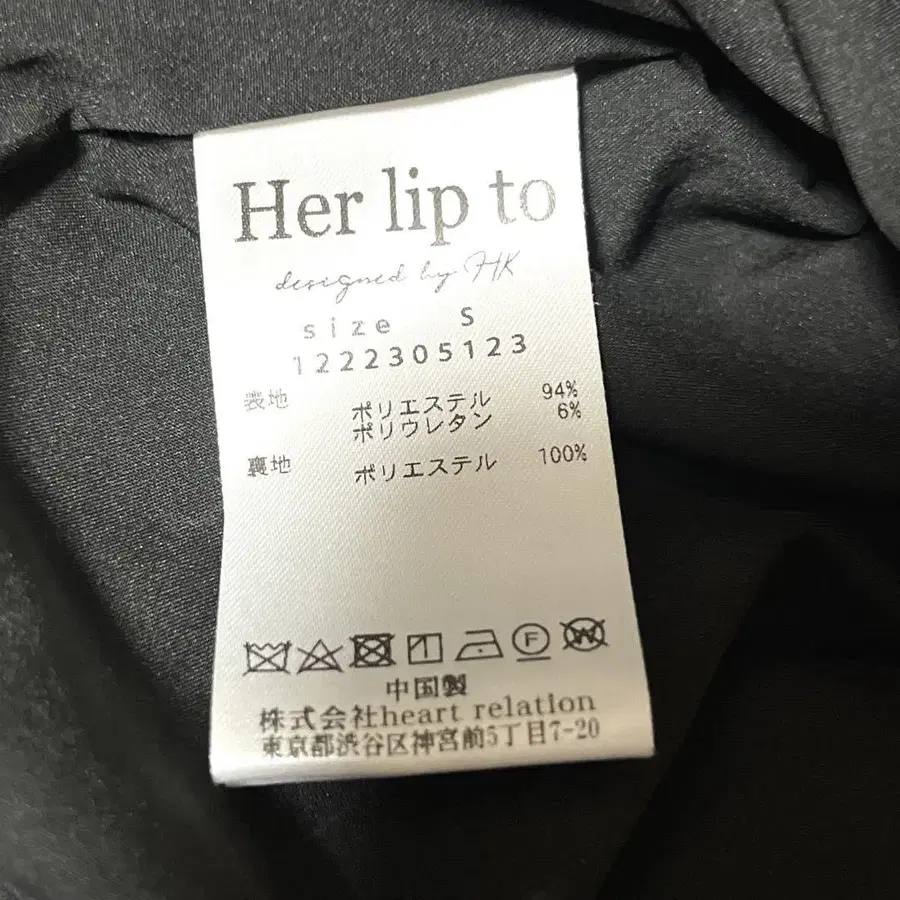 Her lip to
designed by HK
size S
1222305123
表地 ポリエステル 94%
ポリウレタン 6%
裏地 ポリエステル 100%
F W
中国製
株式会社heart relation
東京都渋谷区神宮前5丁目7-20